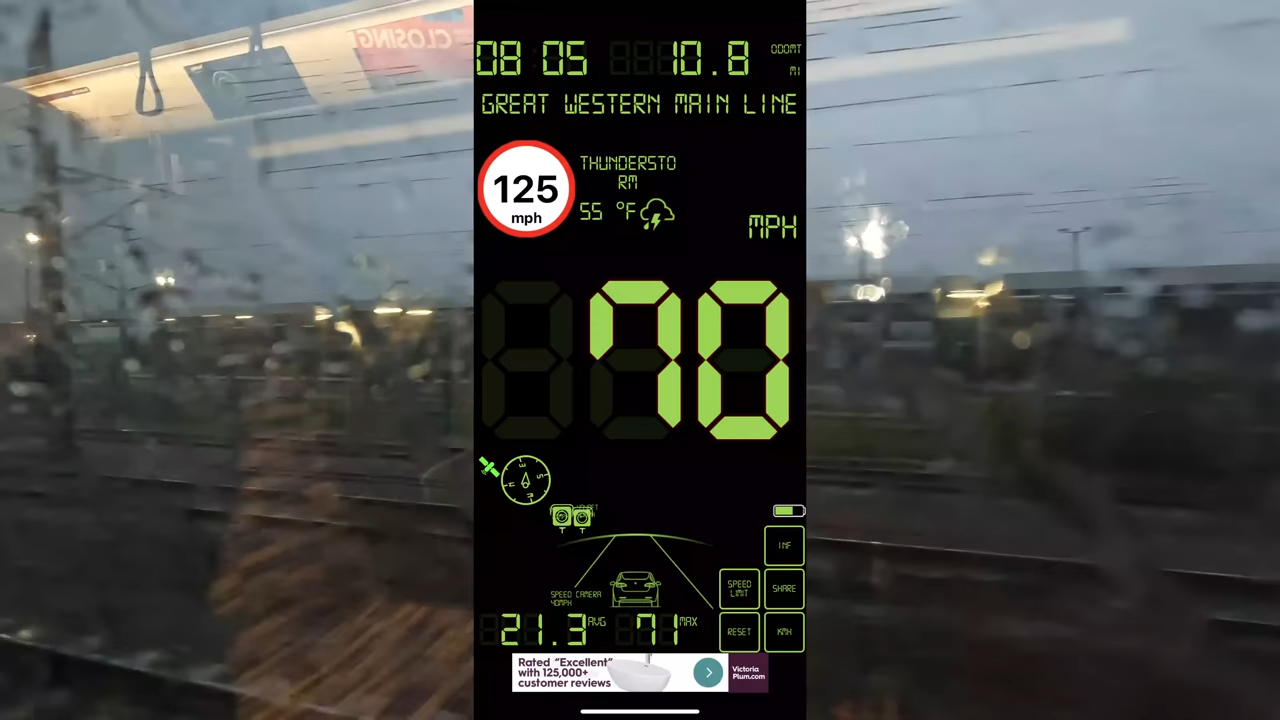 CLOSING!
08 05 10.8 ODOMT MI
GREAT WESTERN MAIN LINE
125
mph
THUNDERSTO
RM
55 °F
MPH
70
INF
SPEED LIMIT
SHARE
SPEED CAMERA
40MPH
21.3 AVG 71 MAX
RESET
KMH
Rated “Excellent”
with 125,000+
customer reviews
Victoria
Plum.com